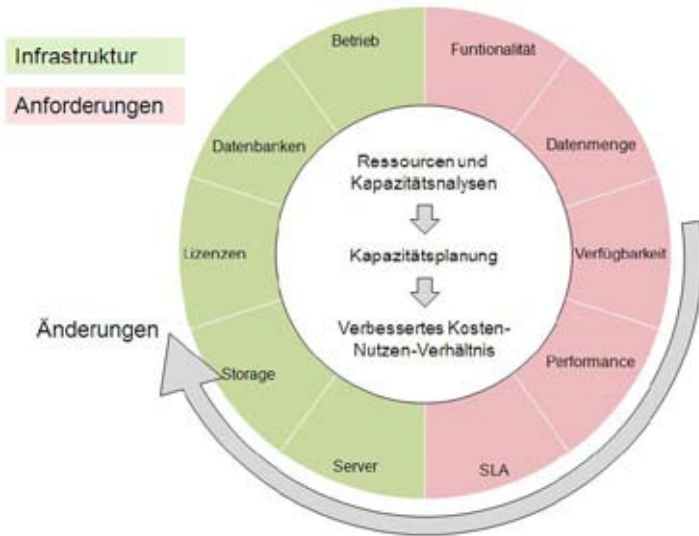 Infrastruktur
Anforderungen
Betrieb
Funtionalität
Datenbanken
Datenmenge
Lizenzen
Verfügbarkeit
Storage
Performance
Server
SLA
Ressourcen und
Kapazitätsnalysen
Kapazitätsplanung
Verbessertes Kosten-
Nutzen-Verhältnis
Änderungen